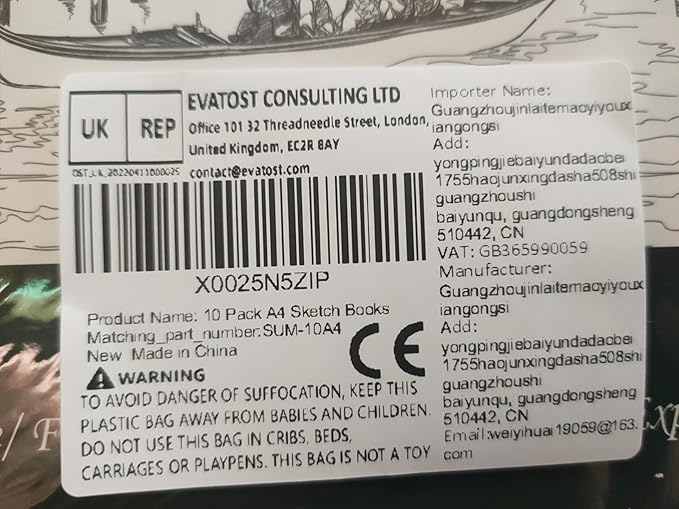 UK REP
EVATOST CONSULTING LTD
Office 101 32 Threadneedle Street, London,
United Kingdom, EC2R 8AY
contact@evatost.com
OST_UK_20220411000025
X0025N5ZIP
Product Name: 10 Pack A4 Sketch Books
Matching_part_number:SUM-10A4
New Made in China
CE
WARNING
TO AVOID DANGER OF SUFFOCATION, KEEP THIS
PLASTIC BAG AWAY FROM BABIES AND CHILDREN.
DO NOT USE THIS BAG IN CRIBS, BEDS,
CARRIAGES OR PLAYPENS. THIS BAG IS NOT A TOY
Importer Name:
Guangzhoujinlaitemaoyiyoux
iangongsi
Add:
yongpingjiebaiyundadaobei
1755haojunxingdasha508shi
guangzhoushi
baiyunqu, guangdongsheng
510442, CN
VAT: GB365990059
Manufacturer:
Guangzhoujinlaitemaoyiyoux
iangongsi
Add:
yongpingjiebaiyundadaobei
1755haojunxingdasha508shi
guangzhoushi
baiyunqu, guangdongsheng
510442, CN
Email:weiyihuai19059@163.
com